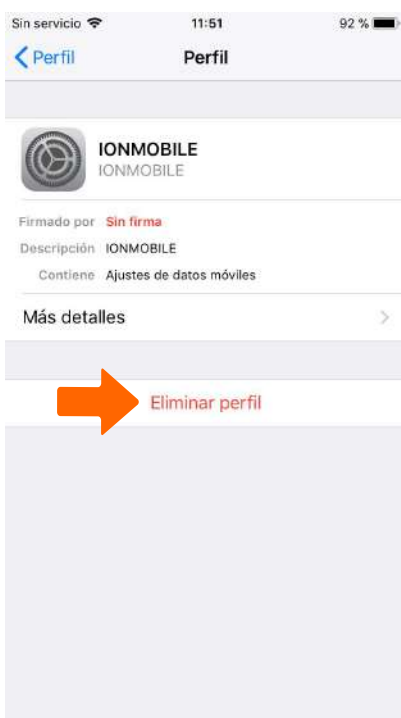 Sin servicio 11:51 92 %
Perfil Perfil
IONMOBILE
IONMOBILE
Firmado por Sin firma
Descripción IONMOBILE
Contiene Ajustes de datos móviles
Más detalles
Eliminar perfil